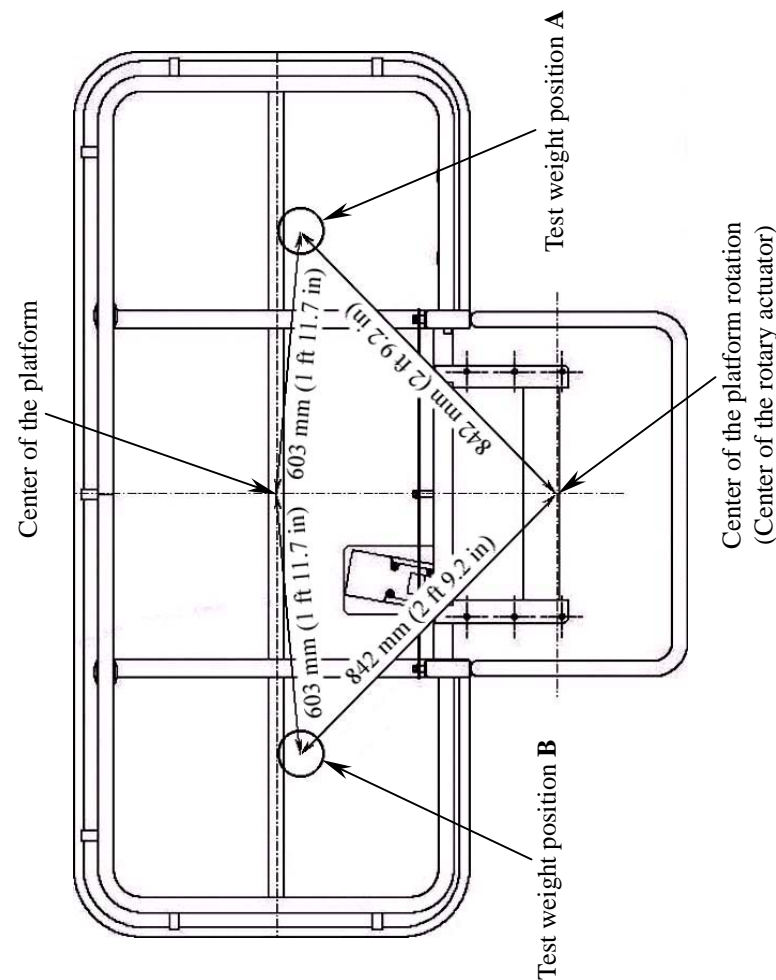 Center of the platform
Test weight position A
603 mm (1 ft 11.7 in)
842 mm (2 ft 9.2 in)
603 mm (1 ft 11.7 in)
842 mm (2 ft 9.2 in)
Test weight position B
Center of the platform rotation
(Center of the rotary actuator)